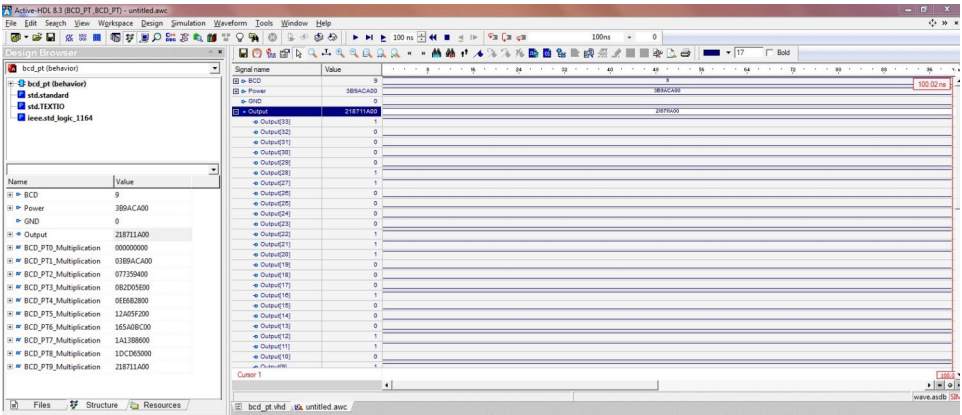 Active-HDL 8.3 (BCD_PT ,BCD_PT) - untitled.awc
File Edit Search View Workspace Design Simulation Waveform Tools Window Help
100 ns 100ns 0
Design Browser 17 Bold
bcd_pt (behavior)
Signal name Value 8 16 24 32 40 48 56 64 72 80 88 96
bcd_pt (behavior)
std.standard
std.TEXTIO
ieee.std_logic_1164
BCD 9 9
100.02 ns
Power 3B9ACA00 3B9ACA00
GND 0
Output 218711A00 218711A00
Output[33] 1
Output[32] 0
Output[31] 0
Output[30] 0
Output[29] 0
Output[28] 1
Output[27] 1
Output[26] 0
Output[25] 0
Output[24] 0
Output[23] 0
Output[22] 1
Output[21] 1
Output[20] 1
Output[19] 0
Output[18] 0
Output[17] 0
Output[16] 1
Output[15] 0
Output[14] 0
Output[13] 0
Output[12] 1
Output[11] 1
Output[10] 0
Output[9] 1
Name Value
BCD 9
Power 3B9ACA00
GND 0
Output 218711A00
BCD_PT0_Multiplication 000000000
BCD_PT1_Multiplication 03B9ACA00
BCD_PT2_Multiplication 077359400
BCD_PT3_Multiplication 0B2D05E00
BCD_PT4_Multiplication 0EE6B2800
BCD_PT5_Multiplication 12A05F200
BCD_PT6_Multiplication 165A0BC00
BCD_PT7_Multiplication 1A13B8600
BCD_PT8_Multiplication 1DCD65000
BCD_PT9_Multiplication 218711A00
Cursor 1
Files Structure Resources
bcd_pt.vhd untitled.awc
wave.asdb